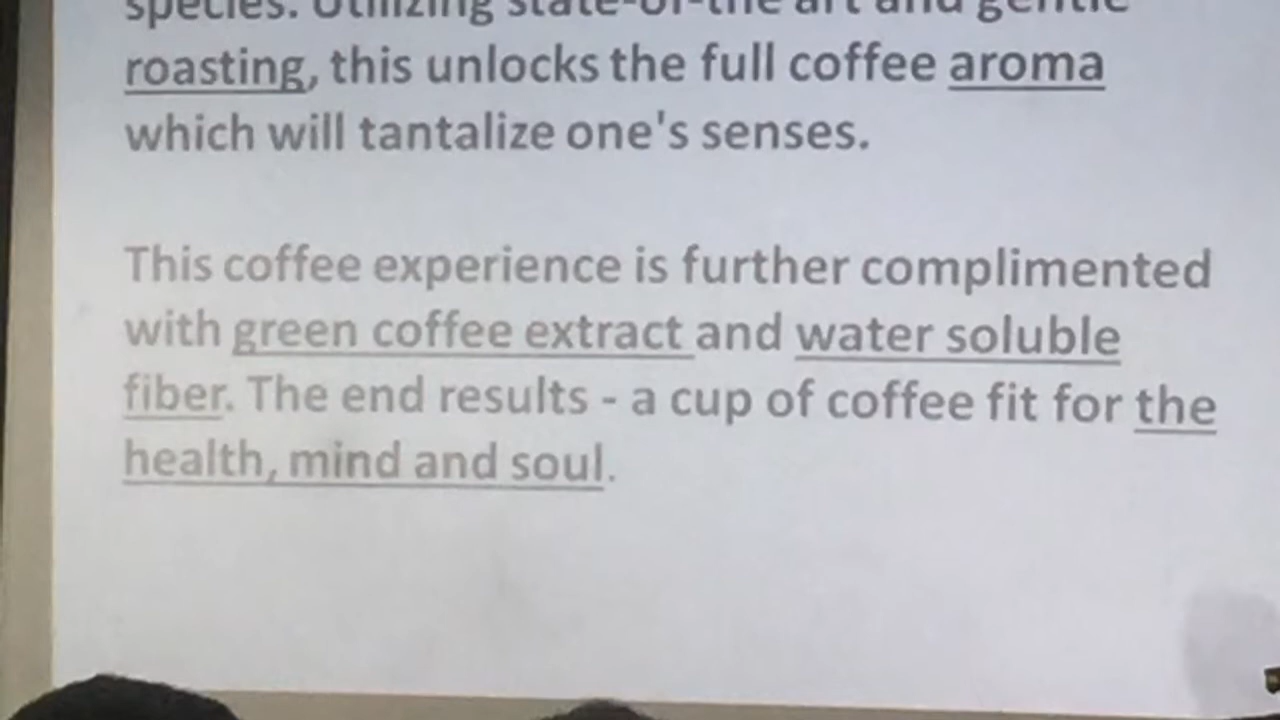 species. Utilizing state-of-the art and gentle
roasting, this unlocks the full coffee aroma
which will tantalize one's senses.
This coffee experience is further complimented
with green coffee extract and water soluble
fiber. The end results - a cup of coffee fit for the
health, mind and soul.